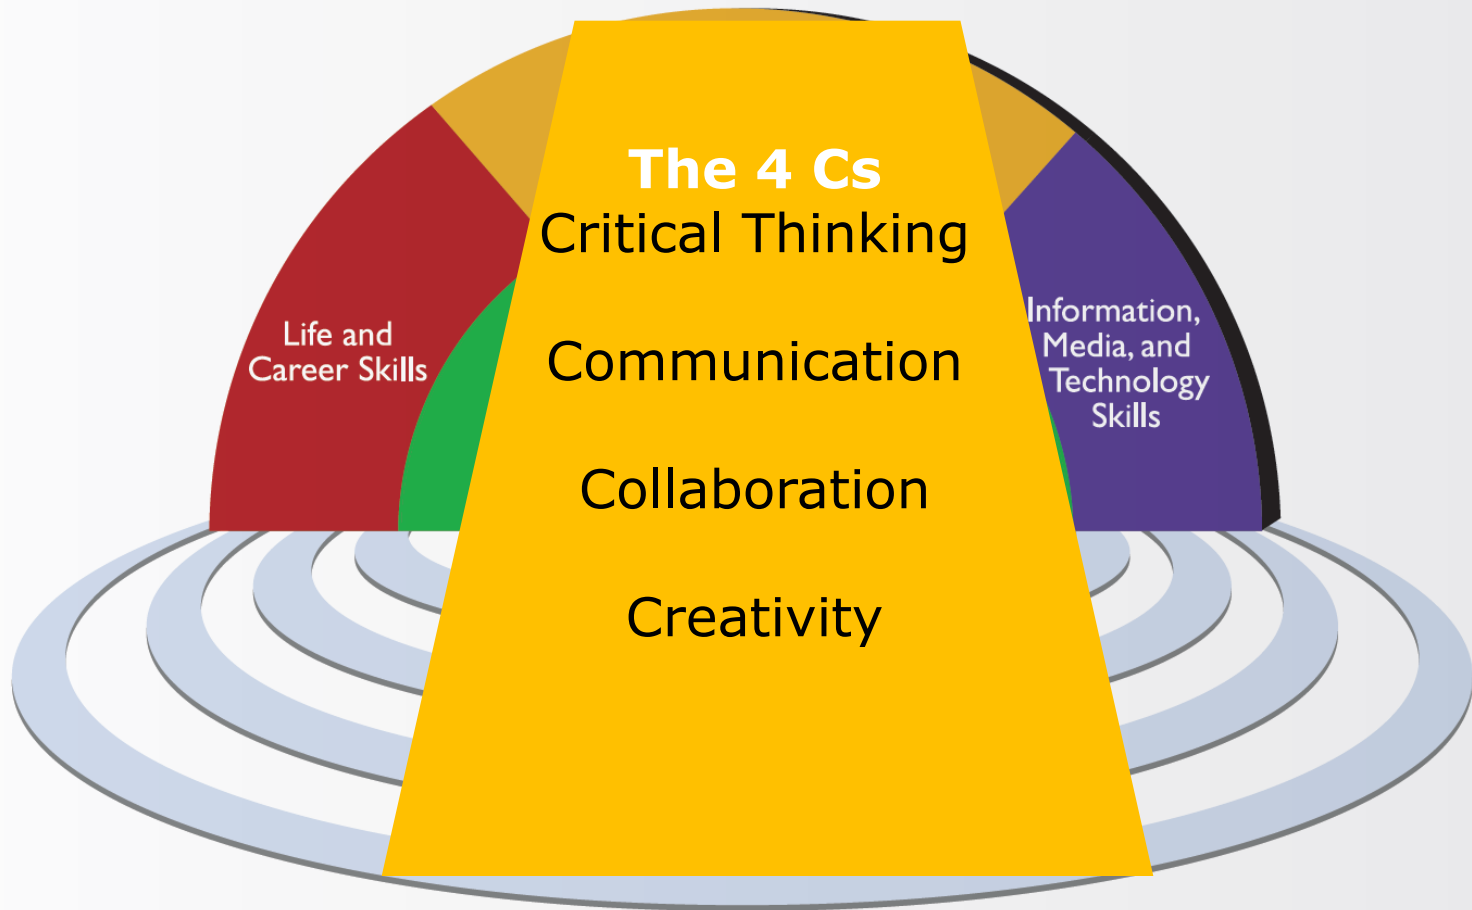 The 4 Cs
Critical Thinking
Communication
Collaboration
Creativity
Life and
Career Skills
Information,
Media, and
Technology
Skills